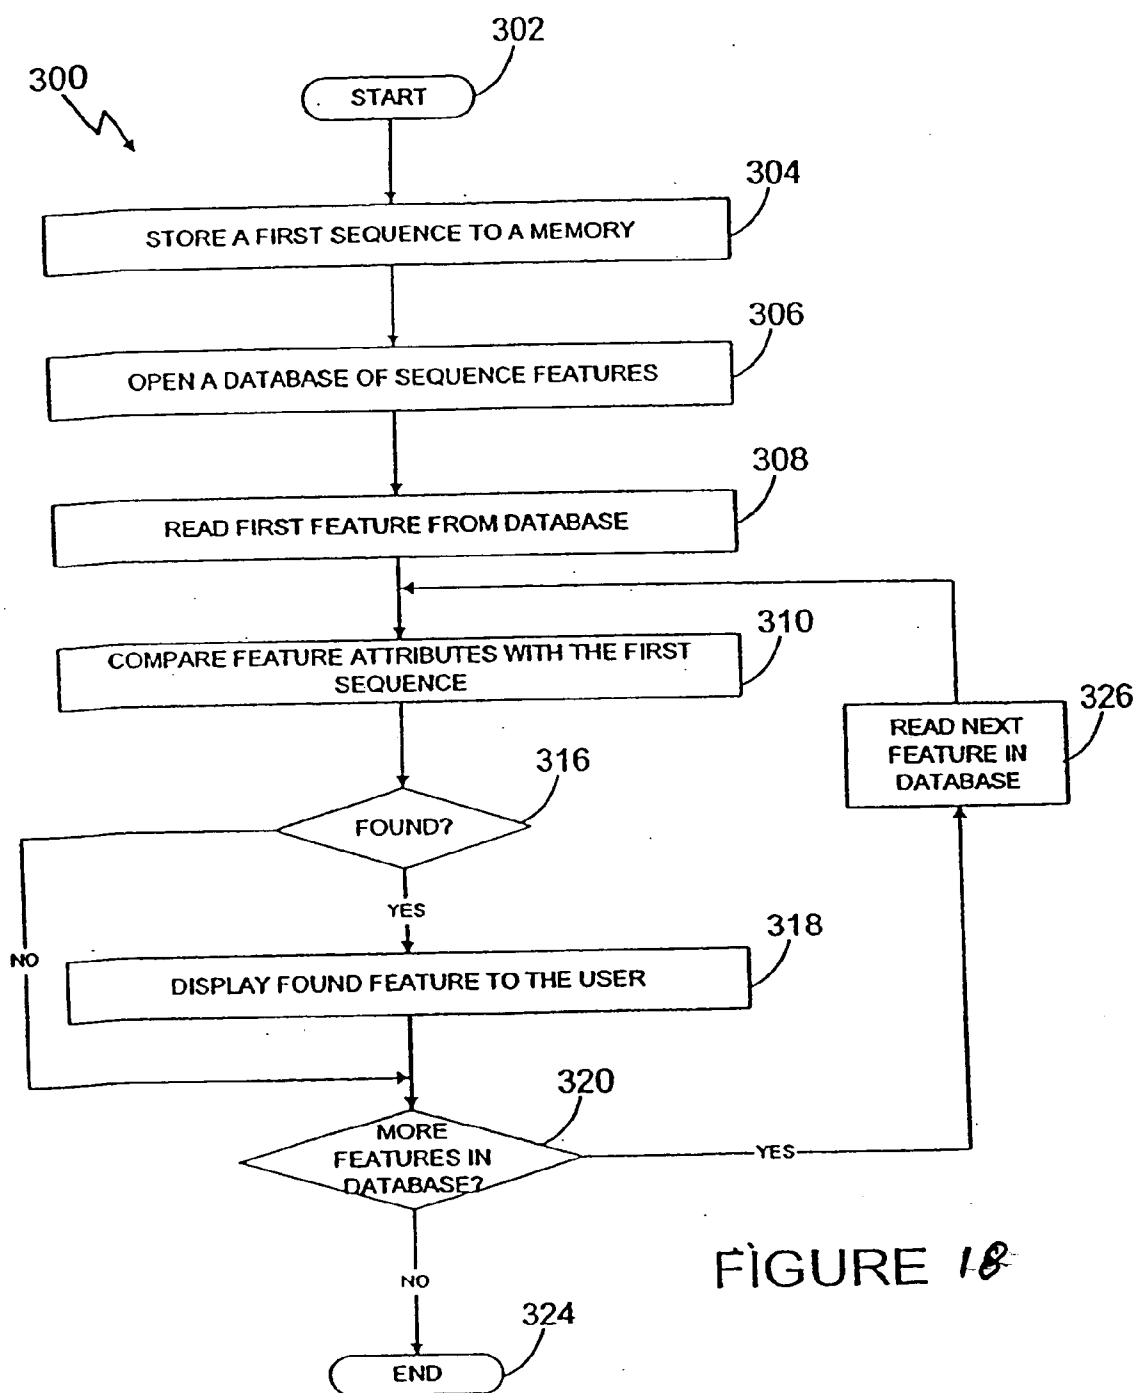 302
300
START
304
STORE A FIRST SEQUENCE TO A MEMORY
306
OPEN A DATABASE OF SEQUENCE FEATURES
308
READ FIRST FEATURE FROM DATABASE
310
COMPARE FEATURE ATTRIBUTES WITH THE FIRST
SEQUENCE
326
READ NEXT
FEATURE IN
DATABASE
316
FOUND?
YES
NO
318
DISPLAY FOUND FEATURE TO THE USER
320
MORE
FEATURES IN
DATABASE?
YES
NO
FIGURE 18
324
END